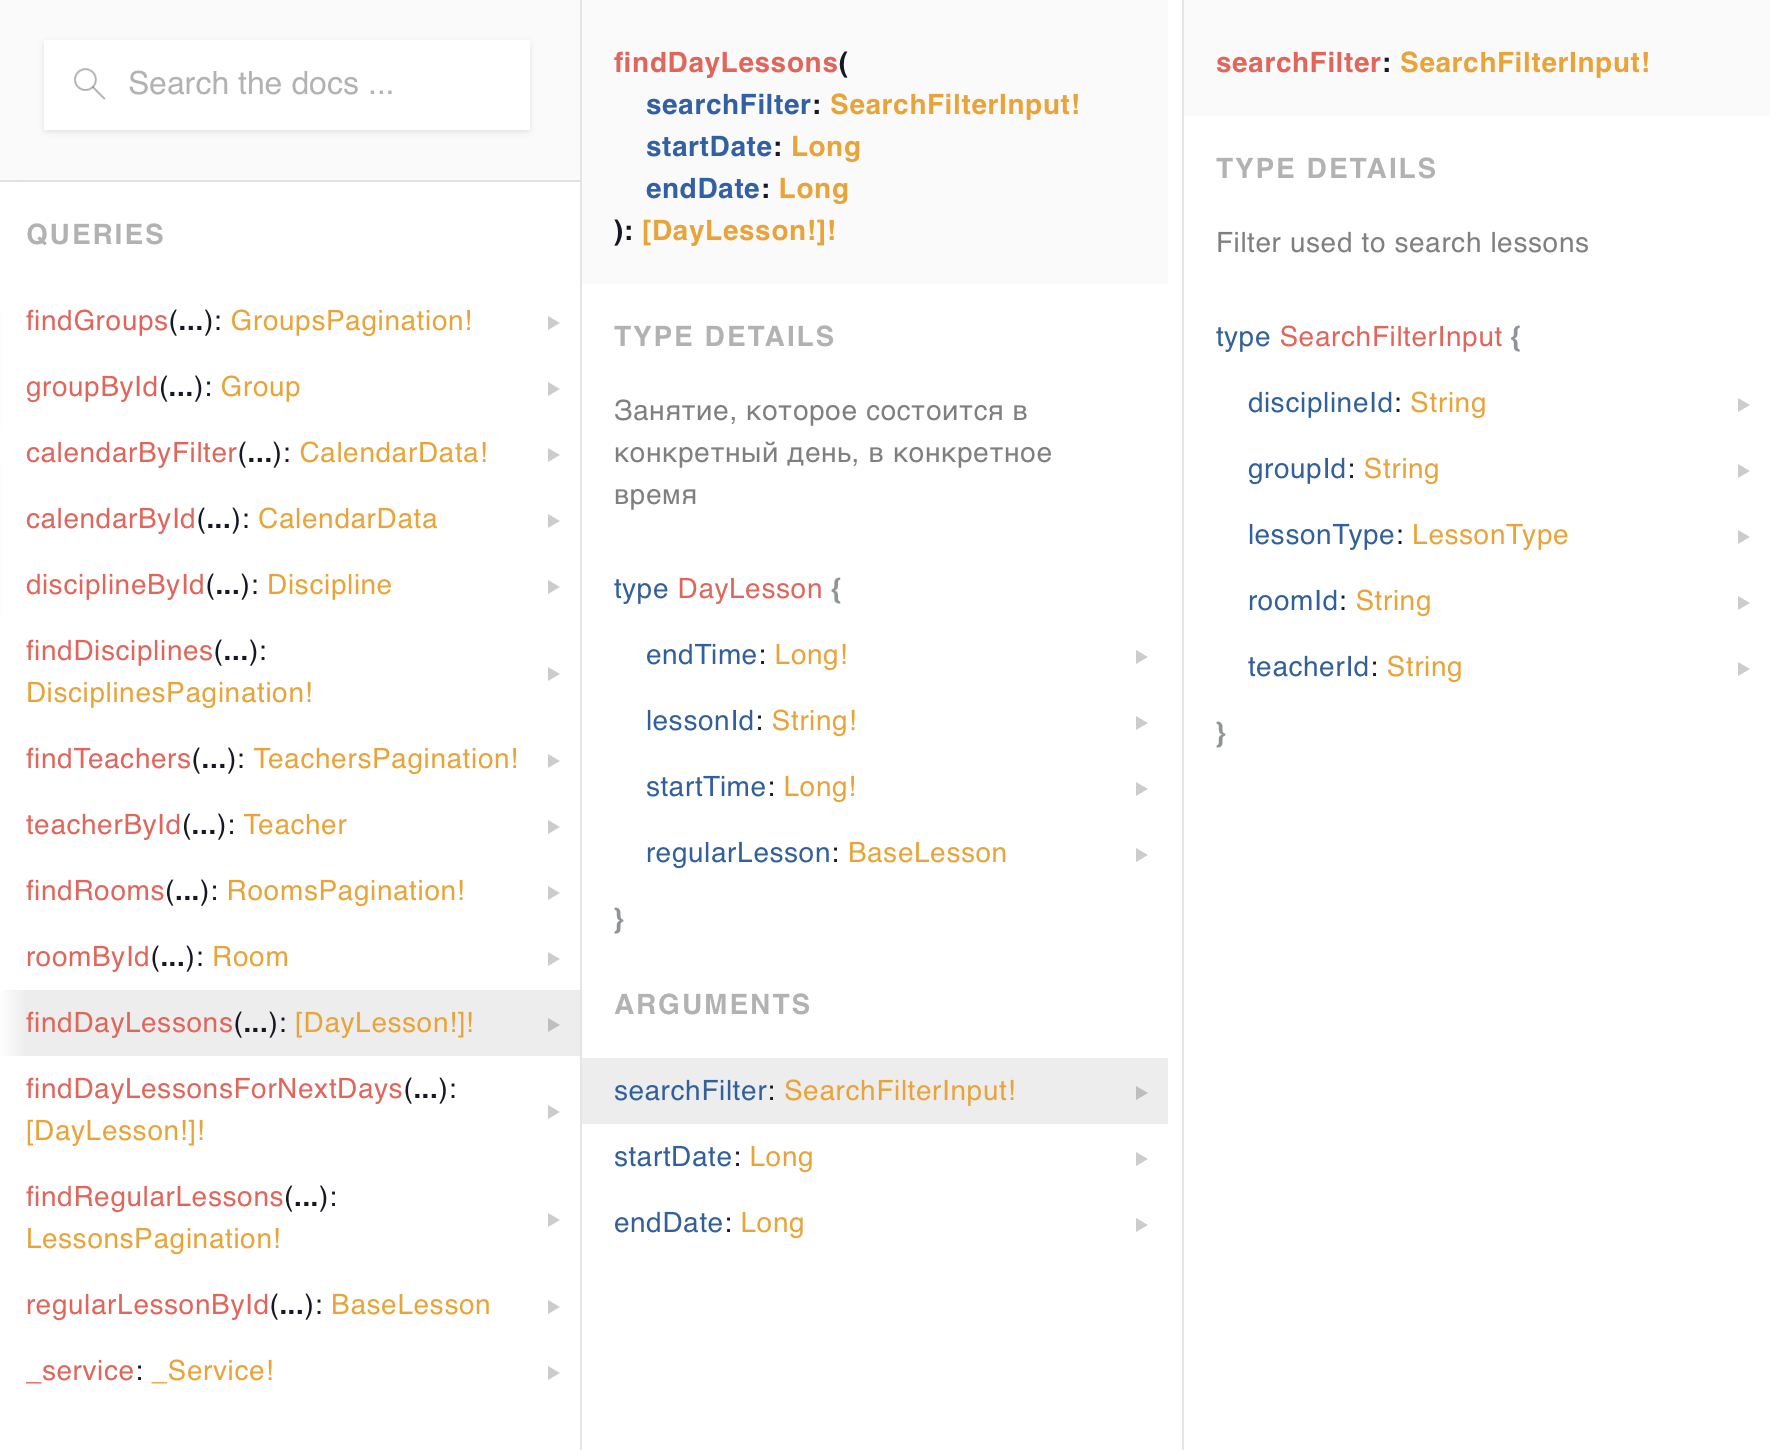 Search the docs ...
QUERIES
findGroups(...): GroupsPagination!
groupById(...): Group
calendarByFilter(...): CalendarData!
calendarById(...): CalendarData
disciplineById(...): Discipline
findDisciplines(...):
DisciplinesPagination!
findTeachers(...): TeachersPagination!
teacherById(...): Teacher
findRooms(...): RoomsPagination!
roomById(...): Room
findDayLessons(...): [DayLesson!]!
findDayLessonsForNextDays(...):
[DayLesson!]!
findRegularLessons(...):
LessonsPagination!
regularLessonById(...): BaseLesson
_service: _Service!
findDayLessons(
searchFilter: SearchFilterInput!
startDate: Long
endDate: Long
): [DayLesson!]!
TYPE DETAILS
Занятие, которое состоится в
конкретный день, в конкретное
время
type DayLesson {
endTime: Long!
lessonId: String!
startTime: Long!
regularLesson: BaseLesson
}
ARGUMENTS
searchFilter: SearchFilterInput!
startDate: Long
endDate: Long
searchFilter: SearchFilterInput!
TYPE DETAILS
Filter used to search lessons
type SearchFilterInput {
disciplineId: String
groupId: String
lessonType: LessonType
roomId: String
teacherId: String
}